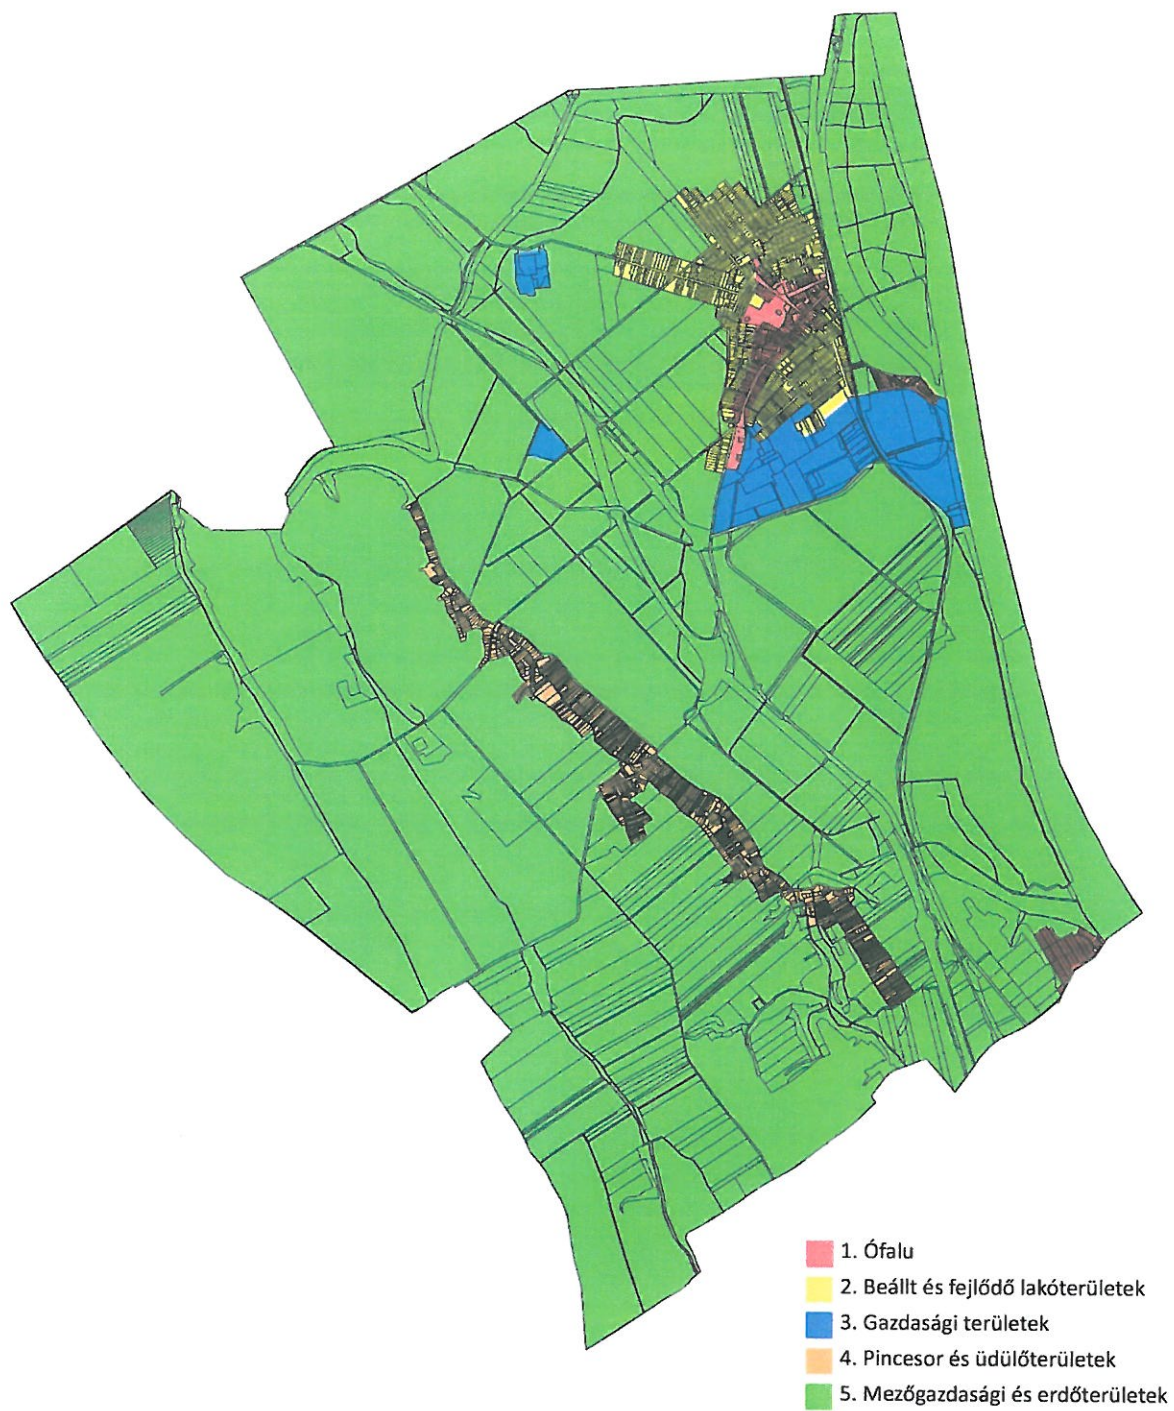 1. Ófalu
2. Beállt és fejlődő lakóterületek
3. Gazdasági területek
4. Pincesor és üdülőterületek
5. Mezőgazdasági és erdőterületek